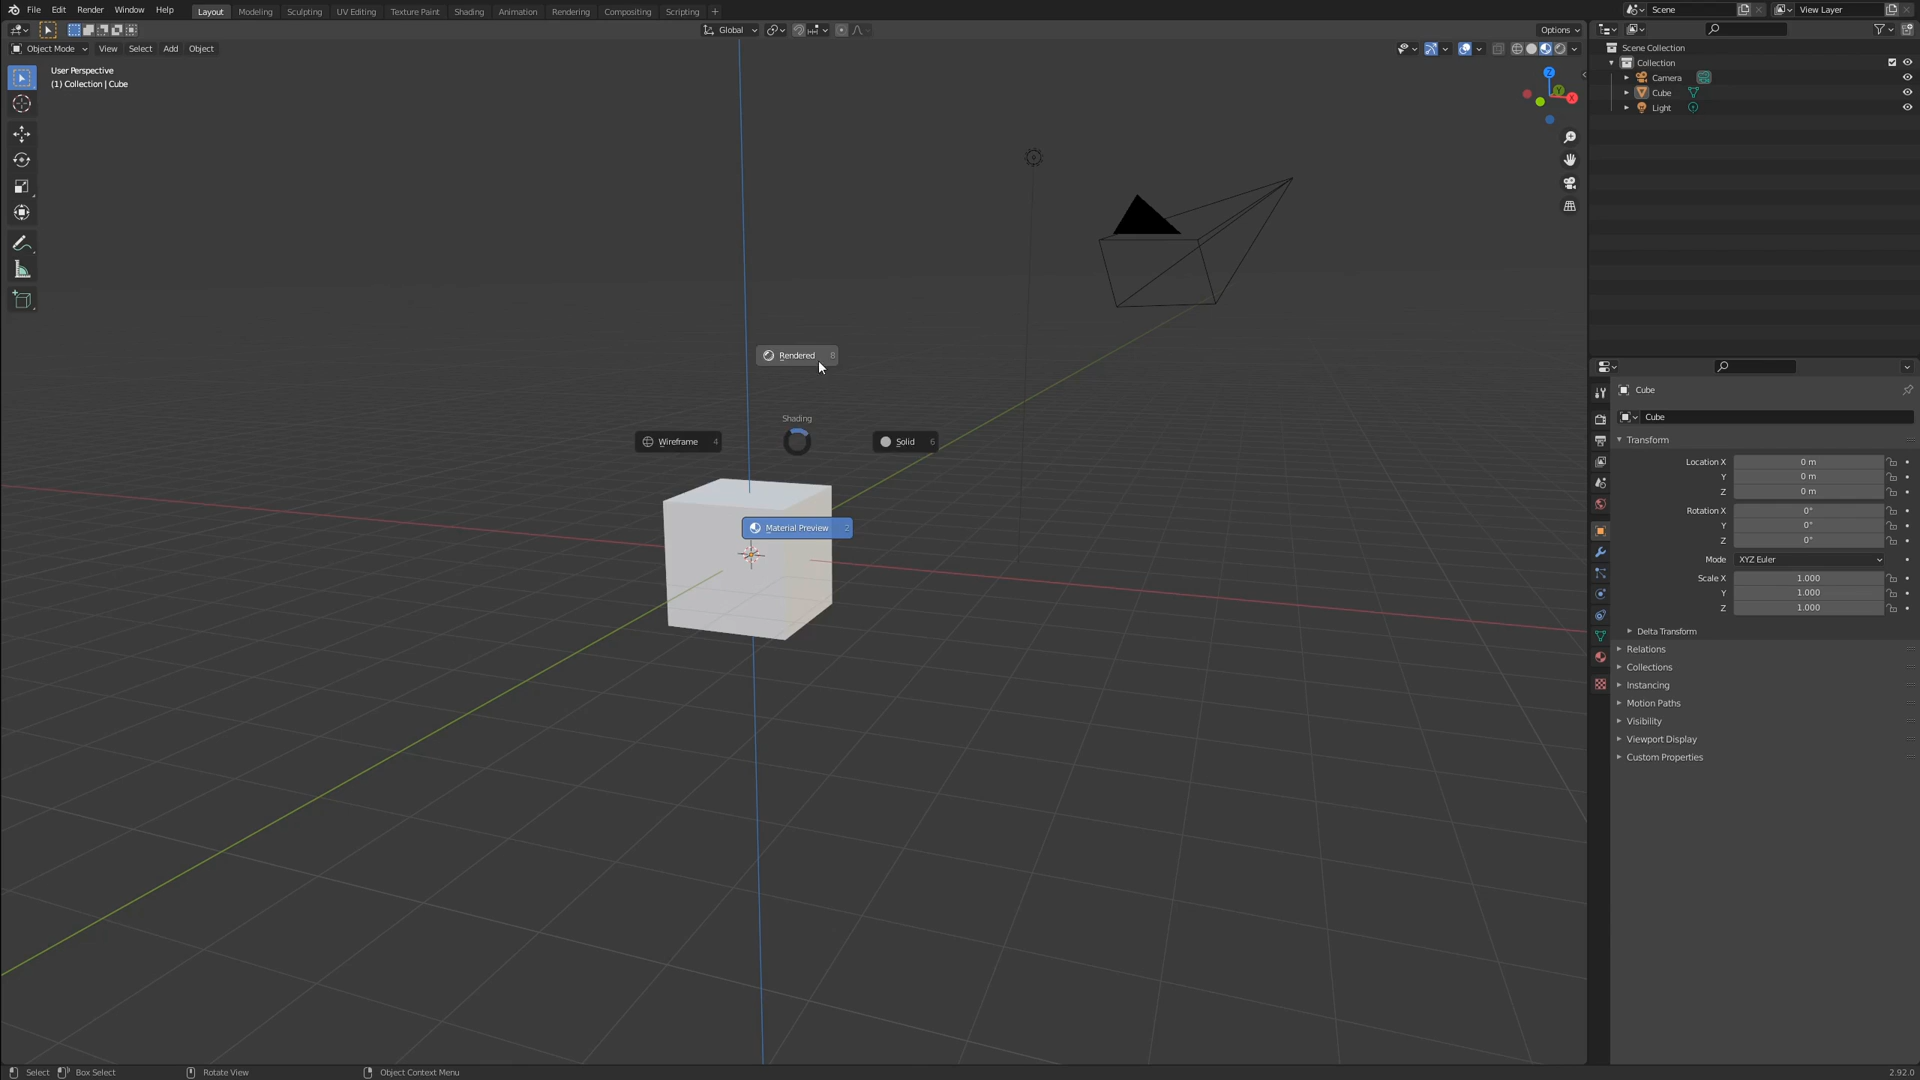 File Edit Render Window Help Layout Modeling Sculpting UV Editing Texture Paint Shading Animation Rendering Compositing Scripting + Scene View Layer
Global Options
Object Mode View Select Add Object
User Perspective
(1) Collection | Cube
Z
Y
X
Rendered 8
Shading
Wireframe 4
Solid 6
Material Preview 2
Scene Collection
Collection
Camera
Cube
Light
Cube
Cube
Transform
Location X 0 m
Y 0 m
Z 0 m
Rotation X 0°
Y 0°
Z 0°
Mode XYZ Euler
Scale X 1.000
Y 1.000
Z 1.000
Delta Transform
Relations
Collections
Instancing
Motion Paths
Visibility
Viewport Display
Custom Properties
Select Box Select Rotate View Object Context Menu 2.92.0